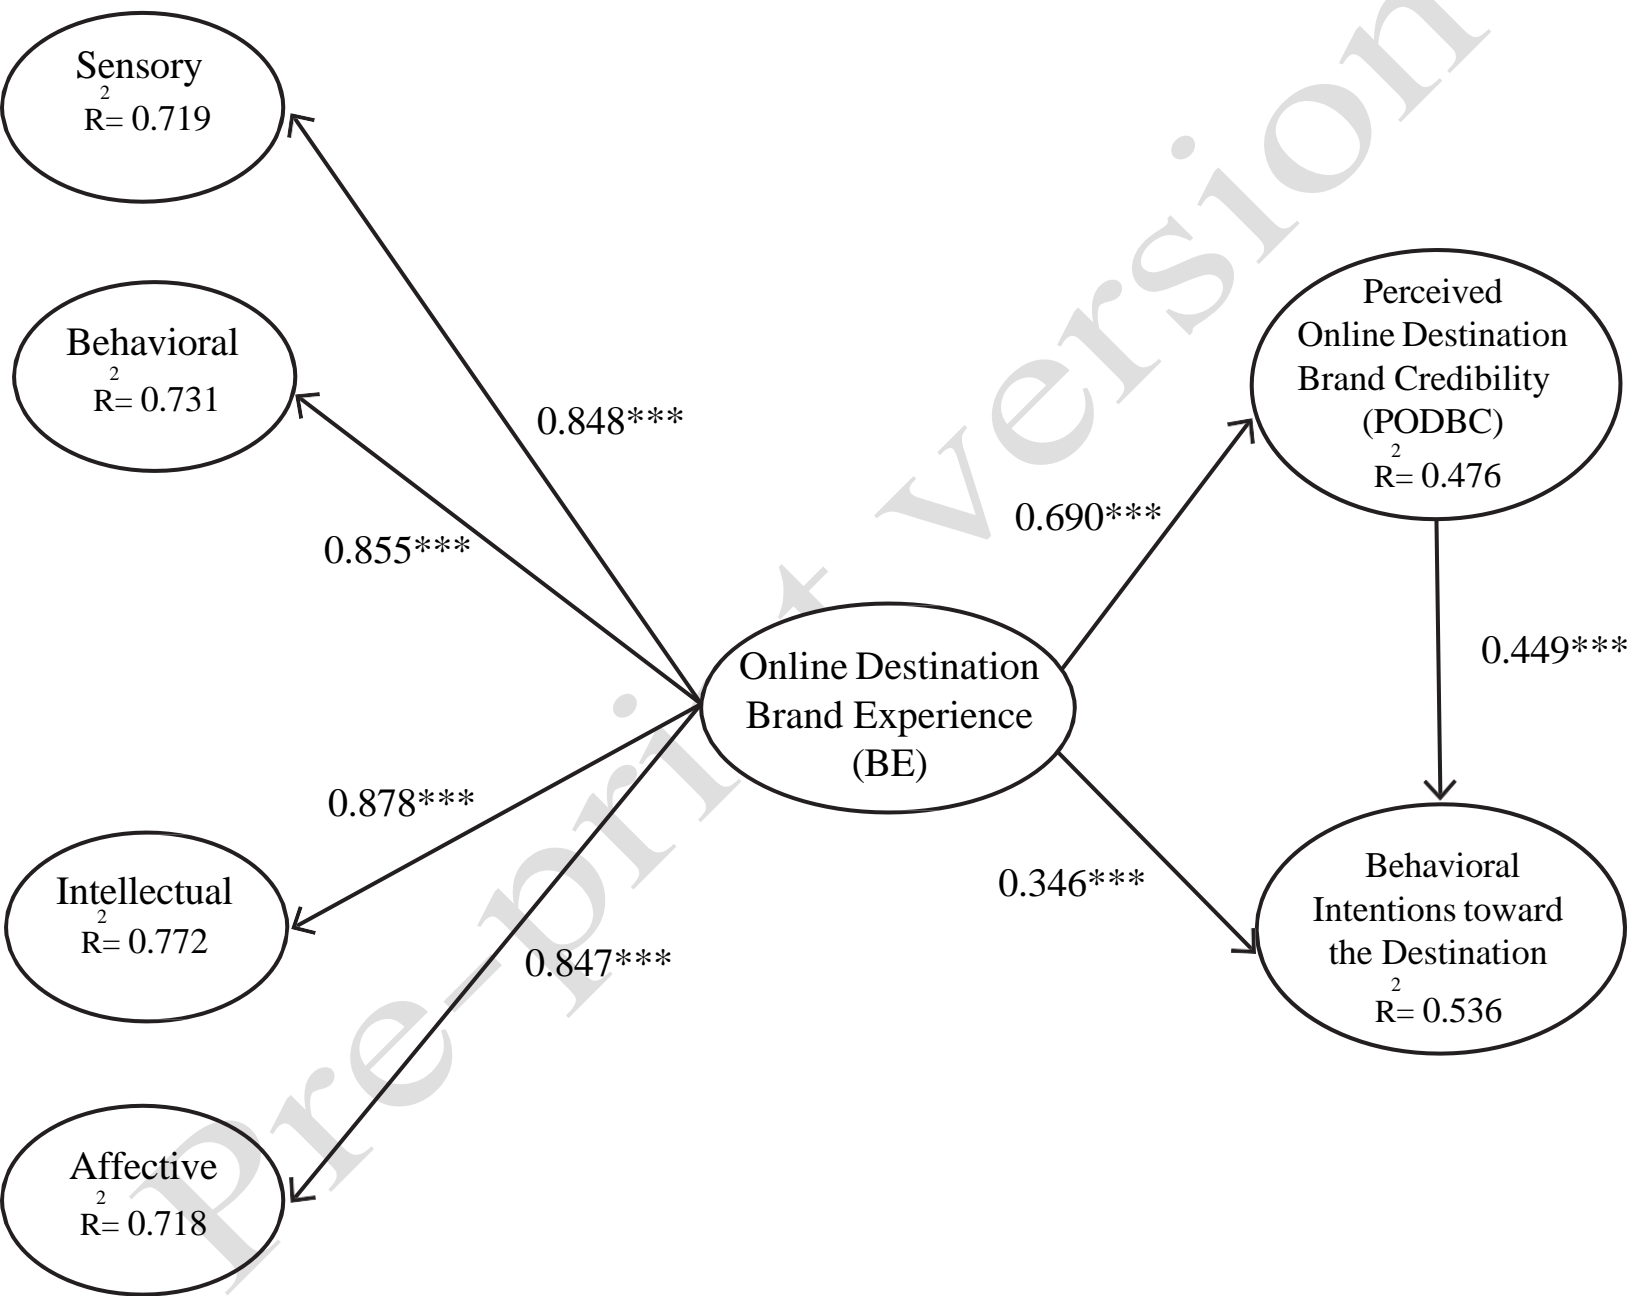 Sensory
R²= 0.719
Behavioral
R²= 0.731
0.848***
0.855***
Perceived
Online Destination
Brand Credibility
(PODBC)
R²= 0.476
0.690***
0.449***
Online Destination
Brand Experience
(BE)
0.878***
0.346***
Intellectual
R²= 0.772
0.847***
Behavioral
Intentions toward
the Destination
R²= 0.536
Affective
R²= 0.718
Pre-print version